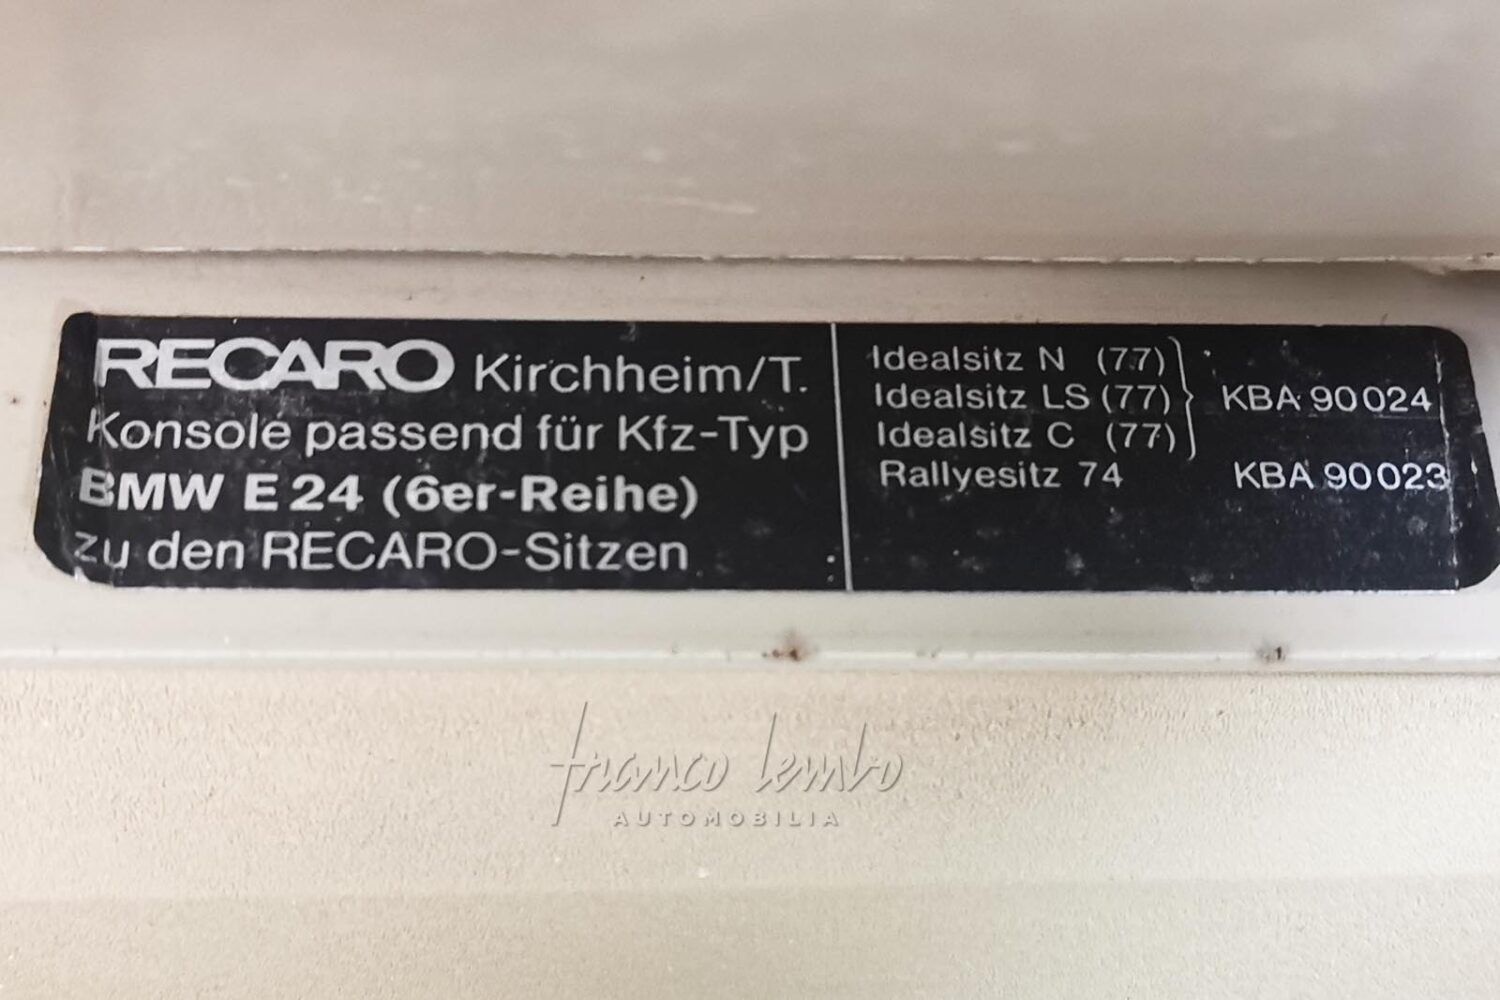 RECARO Kirchheim/T.
Konsole passend für Kfz-Typ
BMW E24 (6er-Reihe)
zu den RECARO-Sitzen
Idealsitz N (77)
Idealsitz LS (77) KBA 90024
Idealsitz C (77)
Rallyesitz 74 KBA 90023
franco lembo
AUTOMOBILIA